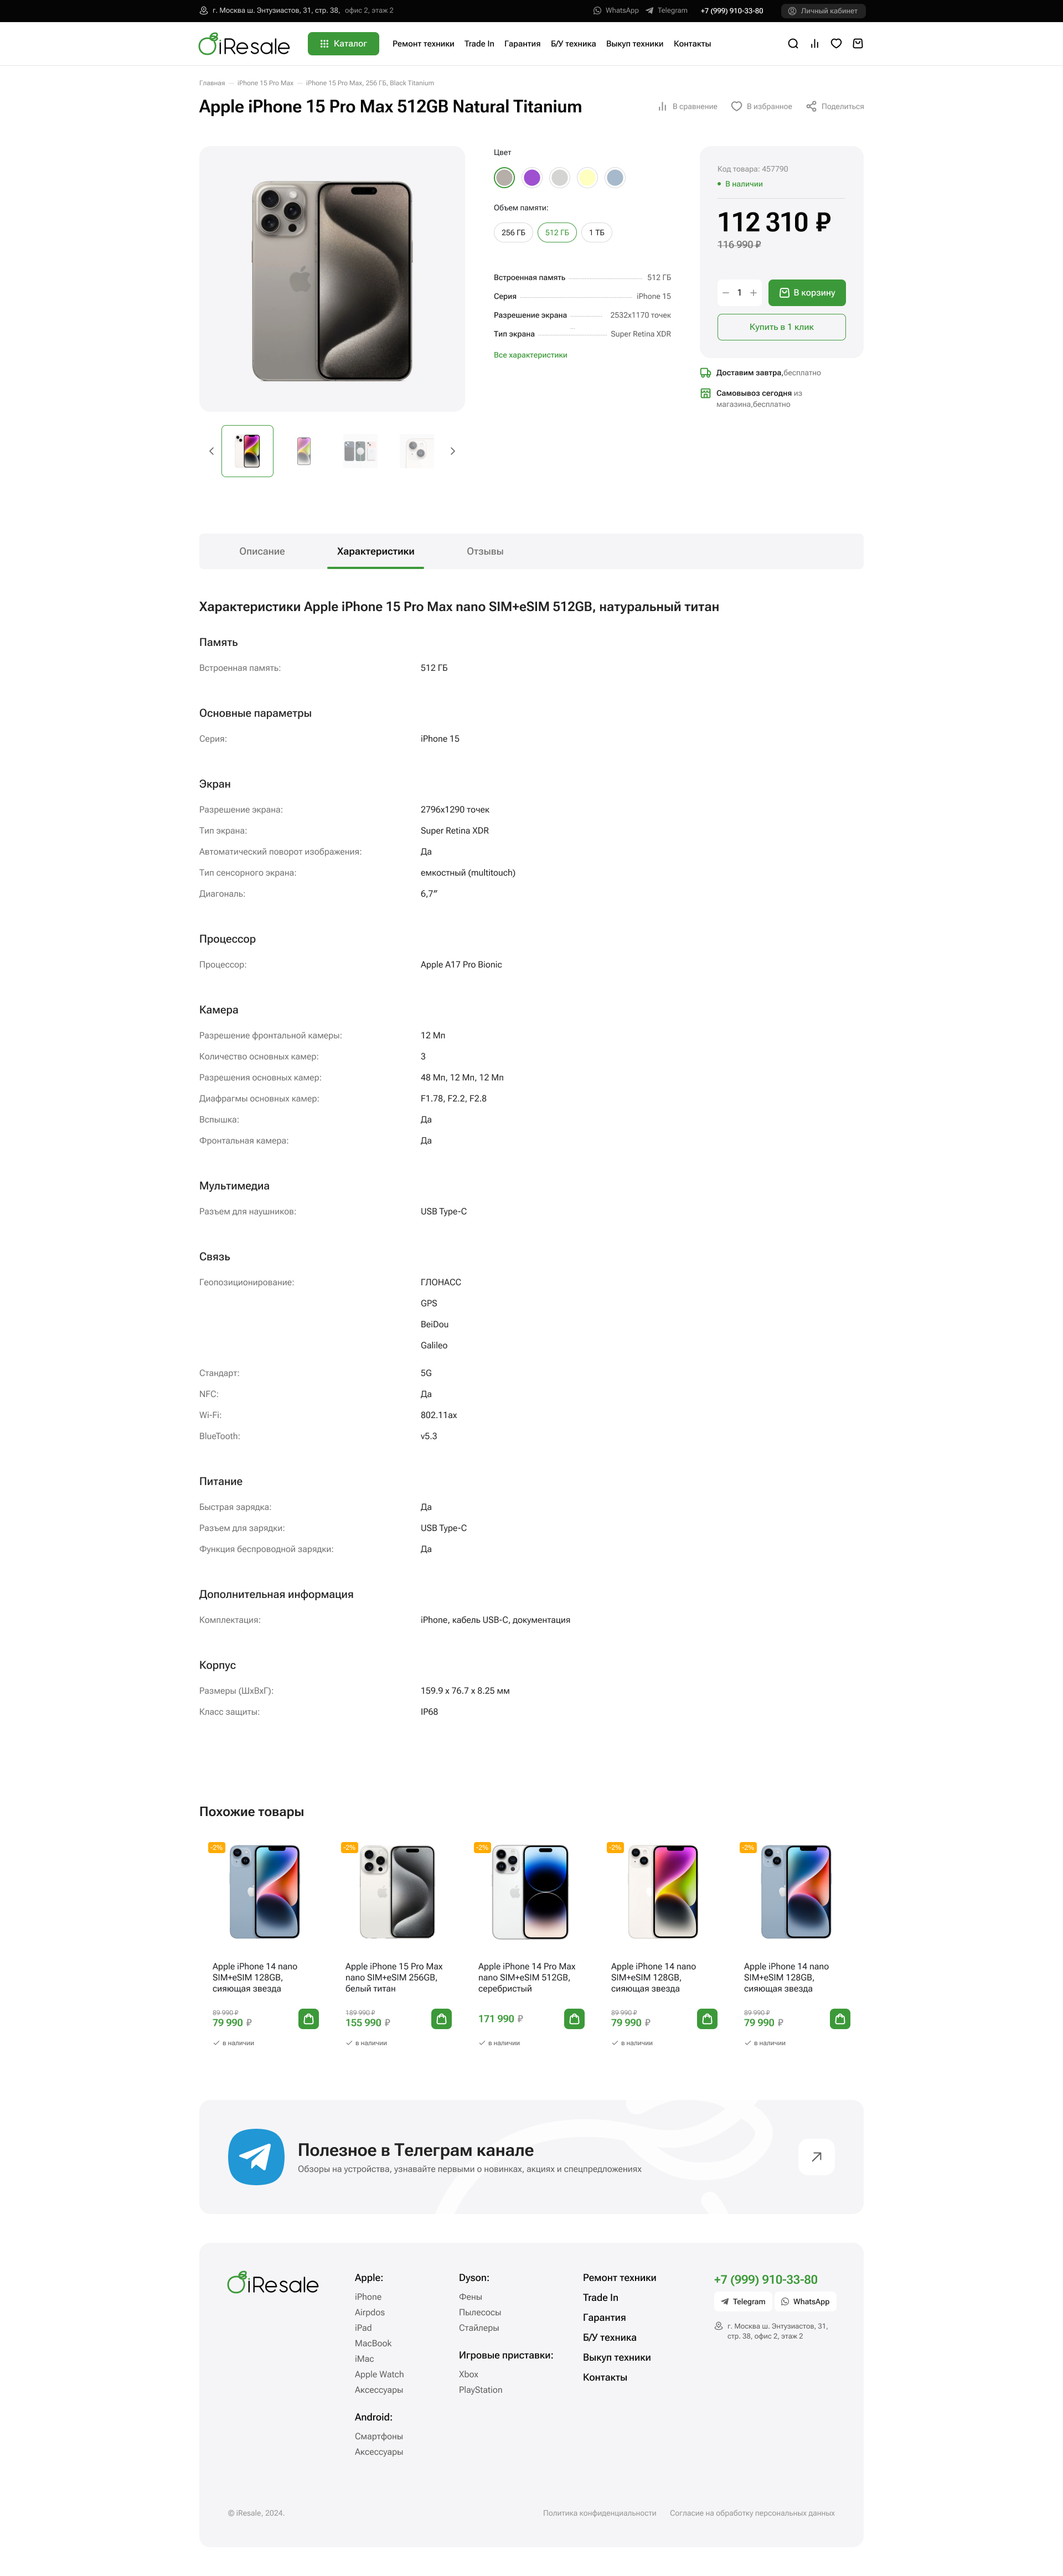 г. Москва ш. Энтузиастов, 31, стр. 38, офис 2, этаж 2
WhatsApp Telegram +7 (999) 910-33-80 Личный кабинет
iResale Каталог Ремонт техники Trade In Гарантия Б/У техника Выкуп техники Контакты
Главная — iPhone 15 Pro Max — iPhone 15 Pro Max, 256 ГБ, Black Titanium
Apple iPhone 15 Pro Max 512GB Natural Titanium
В сравнение В избранное Поделиться
Цвет
Объем памяти:
256 ГБ 512 ГБ 1 ТБ
Встроенная память 512 ГБ
Серия iPhone 15
Разрешение экрана 2532x1170 точек
Тип экрана Super Retina XDR
Все характеристики
Код товара: 457790
В наличии
112 310 ₽
116 990 ₽
1 В корзину
Купить в 1 клик
Доставим завтра,бесплатно
Самовывоз сегодня из
магазина,бесплатно
Описание Характеристики Отзывы
Характеристики Apple iPhone 15 Pro Max nano SIM+eSIM 512GB, натуральный титан
Память
Встроенная память: 512 ГБ
Основные параметры
Серия: iPhone 15
Экран
Разрешение экрана: 2796x1290 точек
Тип экрана: Super Retina XDR
Автоматический поворот изображения: Да
Тип сенсорного экрана: емкостный (multitouch)
Диагональ: 6,7″
Процессор
Процессор: Apple A17 Pro Bionic
Камера
Разрешение фронтальной камеры: 12 Мп
Количество основных камер: 3
Разрешения основных камер: 48 Мп, 12 Мп, 12 Мп
Диафрагмы основных камер: F1.78, F2.2, F2.8
Вспышка: Да
Фронтальная камера: Да
Мультимедиа
Разъем для наушников: USB Type-C
Связь
Геопозиционирование: ГЛОНАСС
GPS
BeiDou
Galileo
Стандарт: 5G
NFC: Да
Wi-Fi: 802.11ax
BlueTooth: v5.3
Питание
Быстрая зарядка: Да
Разъем для зарядки: USB Type-C
Функция беспроводной зарядки: Да
Дополнительная информация
Комплектация: iPhone, кабель USB-C, документация
Корпус
Размеры (ШxВxГ): 159.9 x 76.7 x 8.25 мм
Класс защиты: IP68
Похожие товары
-2%
Apple iPhone 14 nano
SIM+eSIM 128GB,
сияющая звезда
89 990 ₽
79 990 ₽
в наличии
-2%
Apple iPhone 15 Pro Max
nano SIM+eSIM 256GB,
белый титан
189 990 ₽
155 990 ₽
в наличии
-2%
Apple iPhone 14 Pro Max
nano SIM+eSIM 512GB,
серебристый
171 990 ₽
в наличии
-2%
Apple iPhone 14 nano
SIM+eSIM 128GB,
сияющая звезда
89 990 ₽
79 990 ₽
в наличии
-2%
Apple iPhone 14 nano
SIM+eSIM 128GB,
сияющая звезда
89 990 ₽
79 990 ₽
в наличии
Полезное в Телеграм канале
Обзоры на устройства, узнавайте первыми о новинках, акциях и спецпредложениях
iResale
Apple:
iPhone
Airpdos
iPad
MacBook
iMac
Apple Watch
Аксессуары
Android:
Смартфоны
Аксессуары
Dyson:
Фены
Пылесосы
Стайлеры
Игровые приставки:
Xbox
PlayStation
Ремонт техники
Trade In
Гарантия
Б/У техника
Выкуп техники
Контакты
+7 (999) 910-33-80
Telegram WhatsApp
г. Москва ш. Энтузиастов, 31,
стр. 38, офис 2, этаж 2
© iResale, 2024.
Политика конфиденциальности Согласие на обработку персональных данных